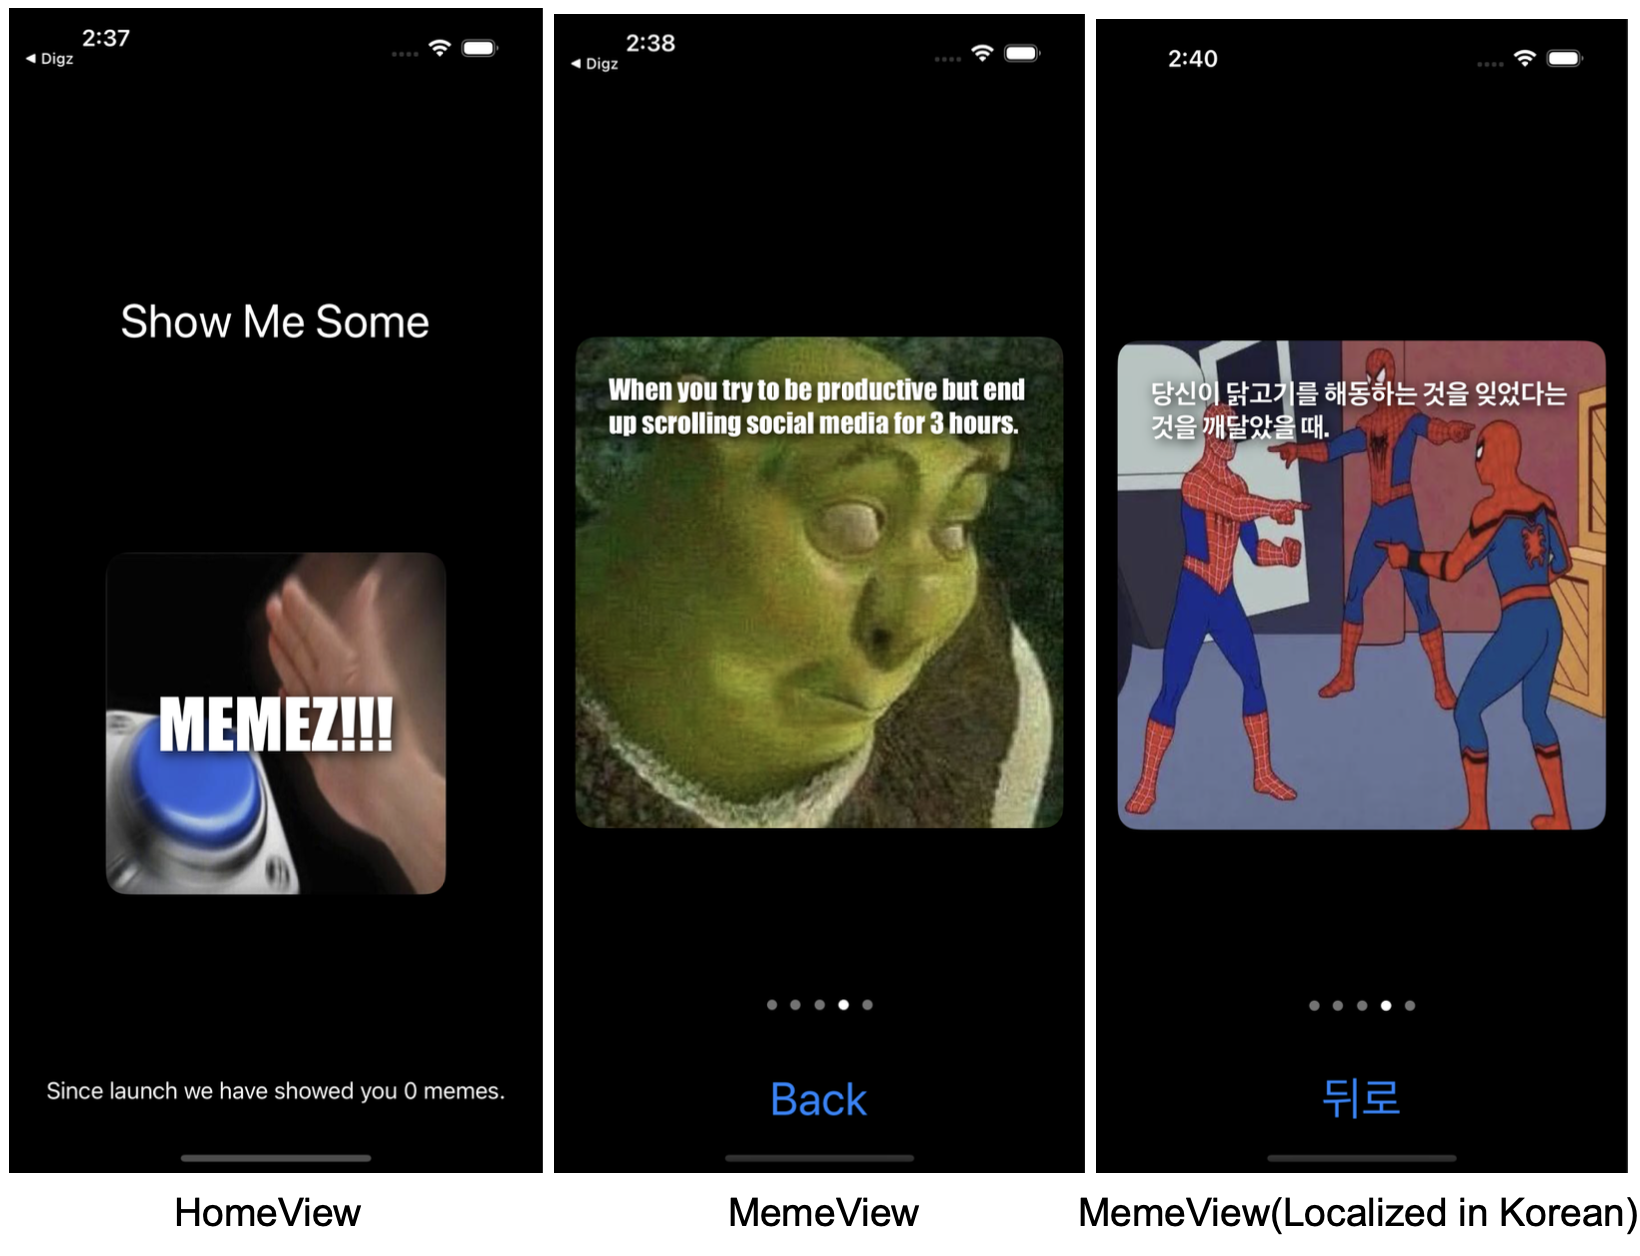 2:37
◀ Digz
Show Me Some
MEMEZ!!!
Since launch we have showed you 0 memes.
HomeView
2:38
◀ Digz
When you try to be productive but end
up scrolling social media for 3 hours.
Back
MemeView
2:40
당신이 닭고기를 해동하는 것을 잊었다는
것을 깨달았을 때.
뒤로
MemeView(Localized in Korean)